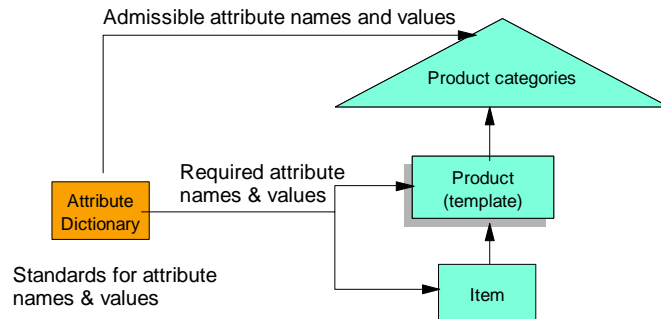 Admissible attribute names and values
Product categories
Required attribute
names & values
Product
(template)
Attribute
Dictionary
Standards for attribute
names & values
Item